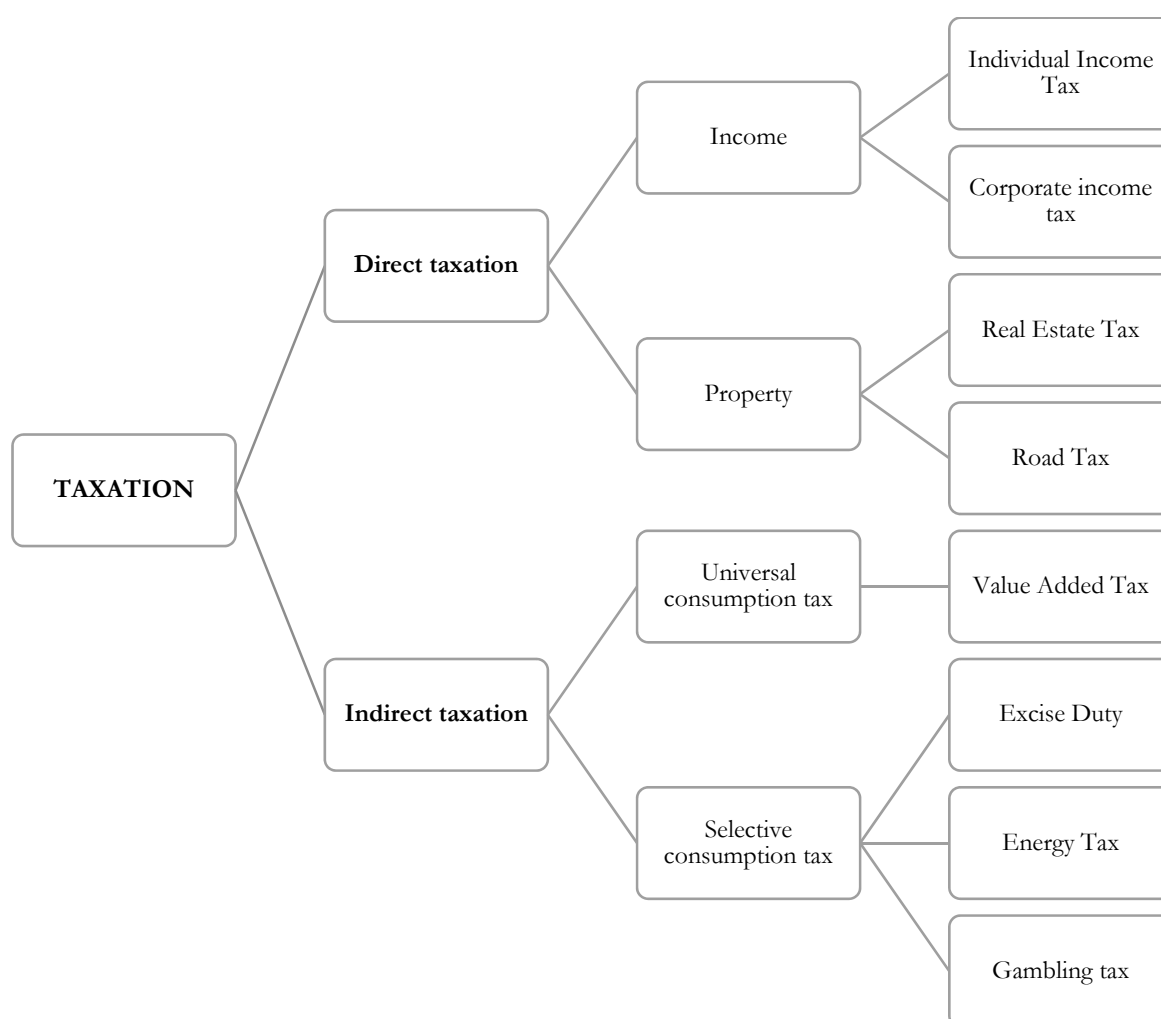 Individual Income
Tax
Income
Corporate income
tax
Direct taxation
Real Estate Tax
Property
Road Tax
TAXATION
Universal
consumption tax
Value Added Tax
Indirect taxation
Excise Duty
Selective
consumption tax
Energy Tax
Gambling tax